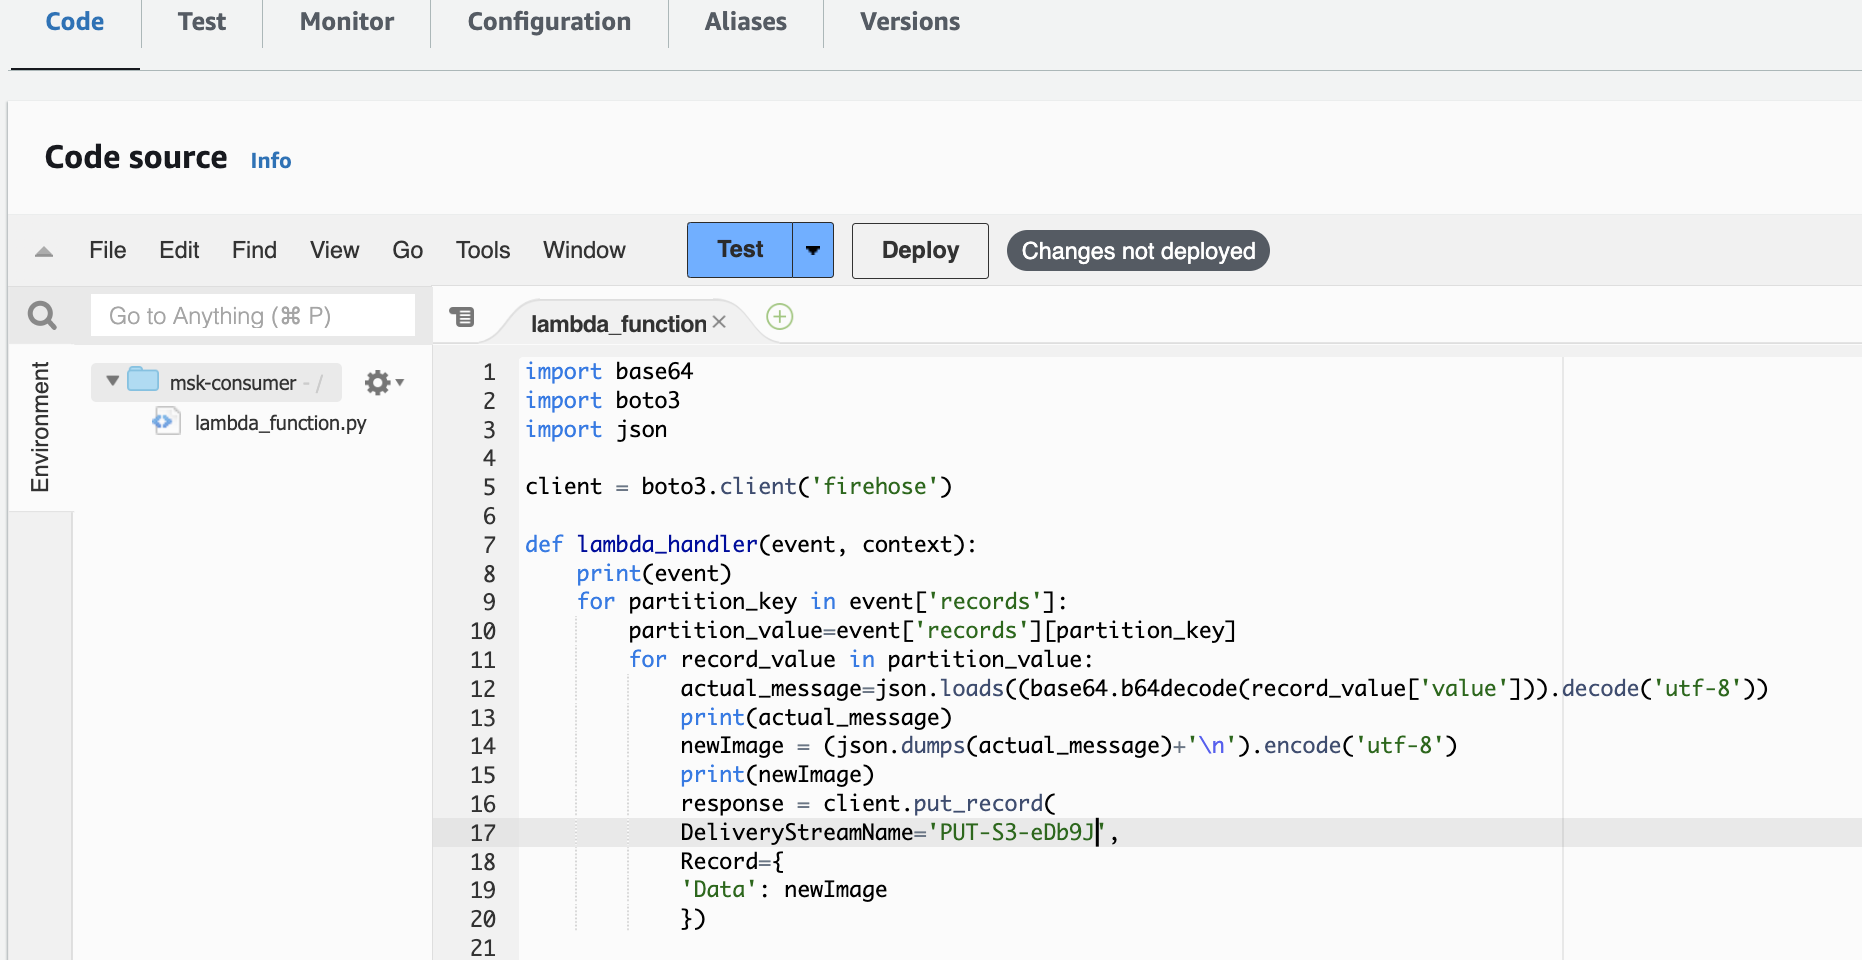 Code Test Monitor Configuration Aliases Versions
Code source Info
File Edit Find View Go Tools Window Test Deploy Changes not deployed
Go to Anything (⌘ P)
lambda_function
Environment
msk-consumer - /
lambda_function.py
1 import base64
2 import boto3
3 import json
4
5 client = boto3.client('firehose')
6
7 def lambda_handler(event, context):
8     print(event)
9     for partition_key in event['records']:
10         partition_value=event['records'][partition_key]
11         for record_value in partition_value:
12             actual_message=json.loads((base64.b64decode(record_value['value'])).decode('utf-8'))
13             print(actual_message)
14             newImage = (json.dumps(actual_message)+'\n').encode('utf-8')
15             print(newImage)
16             response = client.put_record(
17             DeliveryStreamName='PUT-S3-eDb9J',
18             Record={
19             'Data': newImage
20             })
21